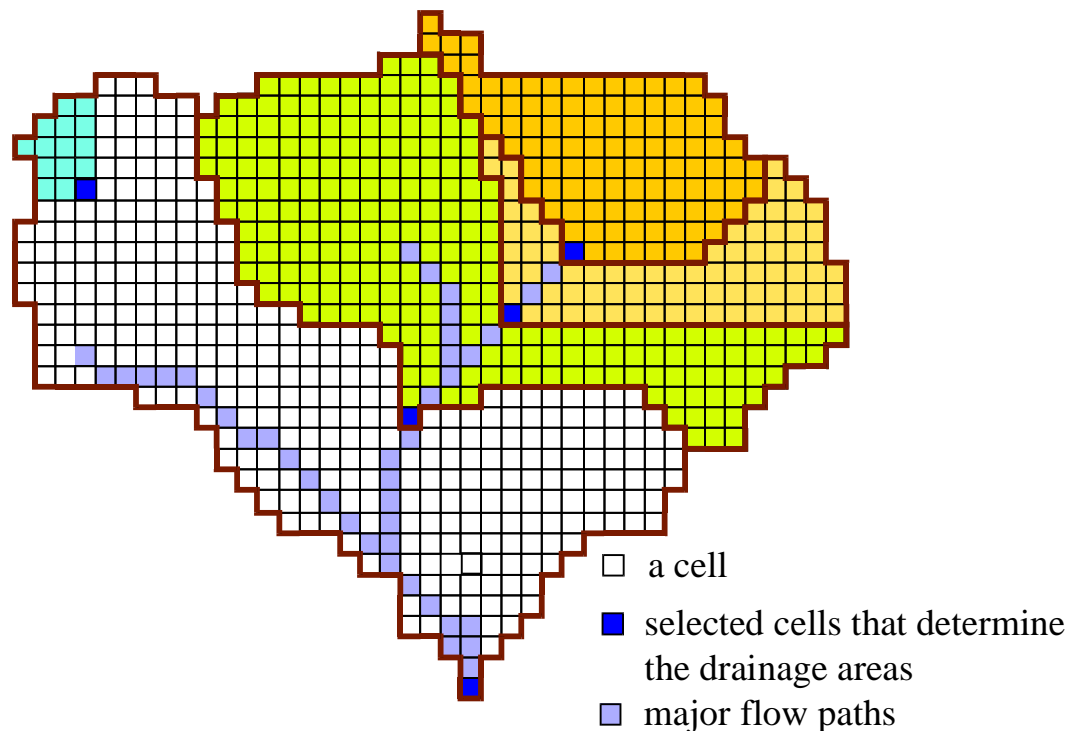 a cell
selected cells that determine
the drainage areas
major flow paths